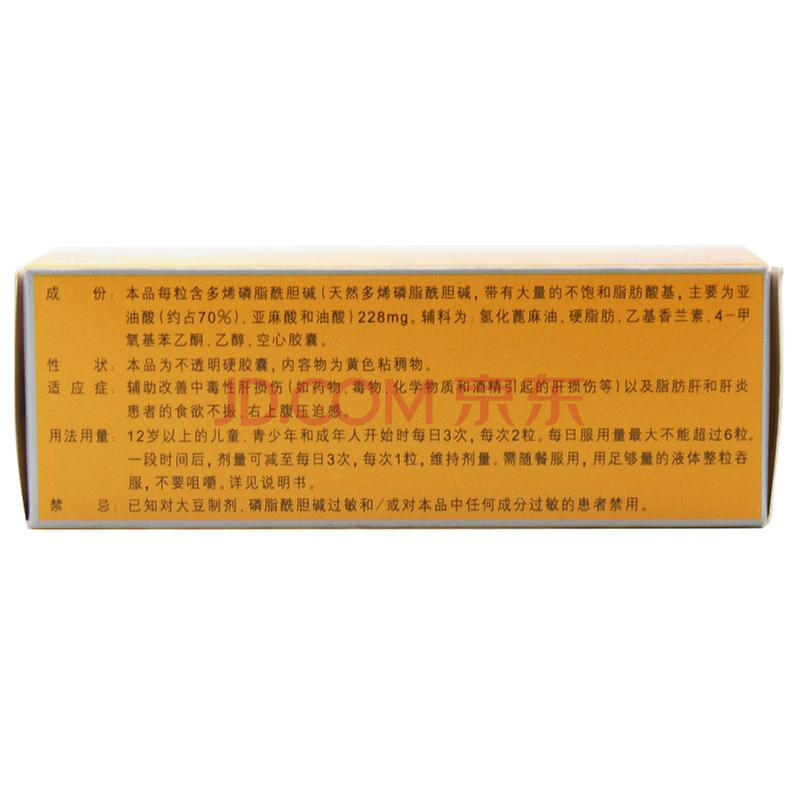 成 份：本品每粒含多烯磷脂酰胆碱(天然多烯磷脂酰胆碱,带有大量的不饱和脂肪酸基,主要为亚
油酸(约占70%)、亚麻酸和油酸)228mg。辅料为:氢化蓖麻油、硬脂肪、乙基香兰素、4-甲
氧基苯乙酮、乙醇、空心胶囊。
性 状：本品为不透明硬胶囊,内容物为黄色粘稠物。
适 应 症：辅助改善中毒性肝损伤(如药物、毒物、化学物质和酒精引起的肝损伤等)以及脂肪肝和肝炎
患者的食欲不振、右上腹压迫感。
JD.COM 京东
用法用量：12岁以上的儿童、青少年和成年人开始时每日3次,每次2粒。每日服用量最大不能超过6粒。
一段时间后,剂量可减至每日3次,每次1粒,维持剂量。需随餐服用,用足够量的液体整粒吞
服,不要咀嚼。详见说明书。
禁 忌：已知对大豆制剂、磷脂酰胆碱过敏和/或对本品中任何成分过敏的患者禁用。